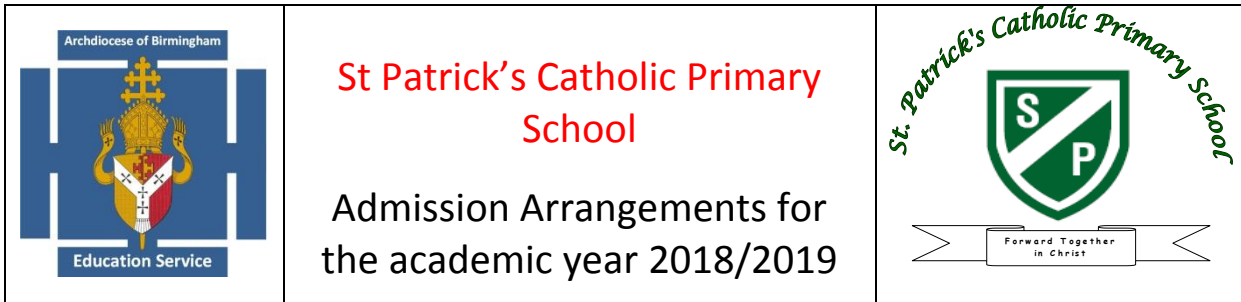 Archdiocese of Birmingham
Education Service
St Patrick’s Catholic Primary
School
Admission Arrangements for
the academic year 2018/2019
St. Patrick's Catholic Primary School
S
P
Forward Together
in Christ